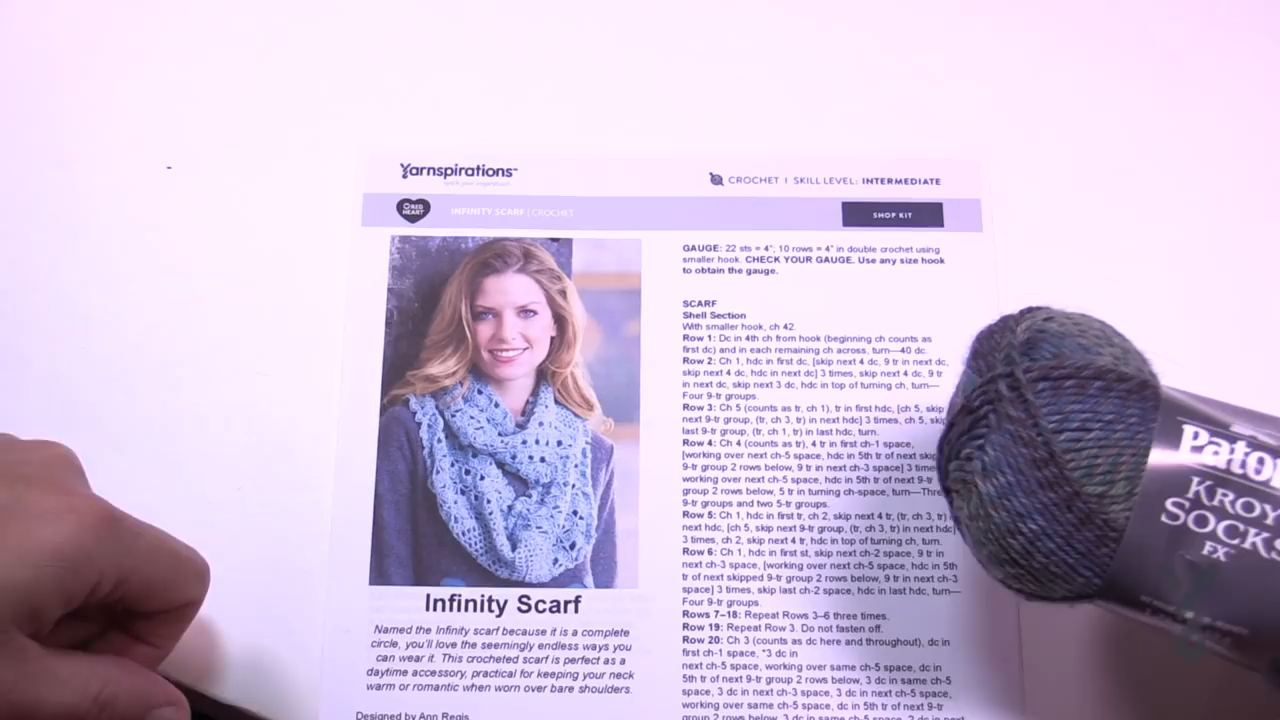 Yarnspirations™
spark your inspiration!
CROCHET | SKILL LEVEL: INTERMEDIATE
RED HEART
INFINITY SCARF | CROCHET
SHOP KIT
Infinity Scarf
Named the Infinity scarf because it is a complete
circle, you'll love the seemingly endless ways you
can wear it. This crocheted scarf is perfect as a
daytime accessory, practical for keeping your neck
warm or romantic when worn over bare shoulders.
Designed by Ann Regis
GAUGE: 22 sts = 4"; 10 rows = 4" in double crochet using
smaller hook. CHECK YOUR GAUGE. Use any size hook
to obtain the gauge.
SCARF
Shell Section
With smaller hook, ch 42.
Row 1: Dc in 4th ch from hook (beginning ch counts as
first dc) and in each remaining ch across, turn—40 dc.
Row 2: Ch 1, hdc in first dc, [skip next 4 dc, 9 tr in next dc,
skip next 4 dc, hdc in next dc] 3 times, skip next 4 dc, 9 tr
in next dc, skip next 3 dc, hdc in top of turning ch, turn—
Four 9-tr groups.
Row 3: Ch 5 (counts as tr, ch 1), tr in first hdc, [ch 5, skip
next 9-tr group, (tr, ch 3, tr) in next hdc] 3 times, ch 5, skip
last 9-tr group, (tr, ch 1, tr) in last hdc, turn.
Row 4: Ch 4 (counts as tr), 4 tr in first ch-1 space,
[working over next ch-5 space, hdc in 5th tr of next
9-tr group 2 rows below, 9 tr in next ch-3 space] 3
working over next ch-5 space, hdc in 5th tr of next 9-tr
group 2 rows below, 5 tr in turning ch-space, turn—
9-tr groups and two 5-tr groups.
Row 5: Ch 1, hdc in first tr, ch 2, skip next 4 tr, (tr, ch 3, tr)
next hdc, [ch 5, skip next 9-tr group, (tr, ch 3, tr) in next hdc]
3 times, ch 2, skip next 4 tr, hdc in top of turning ch, turn.
Row 6: Ch 1, hdc in first st, skip next ch-2 space, 9 tr in
next ch-3 space, [working over next ch-5 space, hdc in 5th
tr of next skipped 9-tr group 2 rows below, 9 tr in next ch-3
space] 3 times, skip last ch-2 space, hdc in last hdc, turn—
Four 9-tr groups.
Rows 7–18: Repeat Rows 3–6 three times.
Row 19: Repeat Row 3. Do not fasten off.
Row 20: Ch 3 (counts as dc here and throughout), dc in
first ch-1 space, *3 dc in
next ch-5 space, working over same ch-5 space, dc in
5th tr of next 9-tr group 2 rows below, 3 dc in same ch-5
space, 3 dc in next ch-3 space, 3 dc in next ch-5 space,
working over same ch-5 space, dc in 5th tr of next 9-tr
group 2 rows below, 3 dc in same ch-5 space, 2 dc in next
KROY
SOCKS
FX